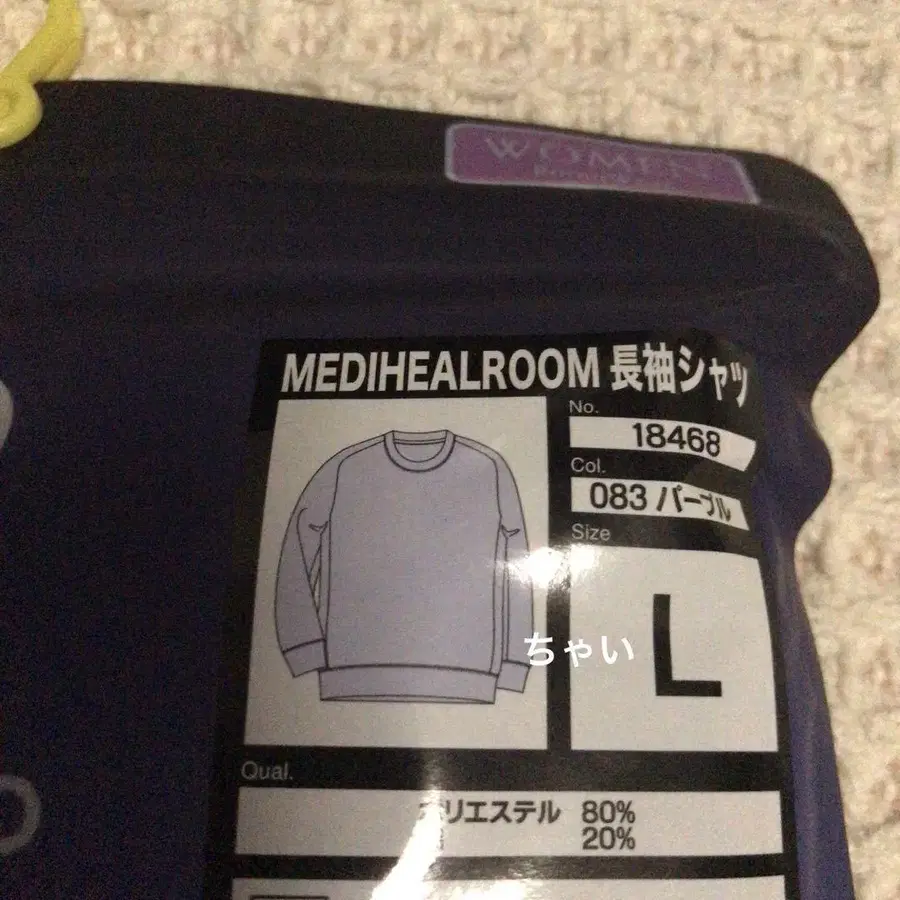 WOMEN
MEDIHEALROOM 長袖シャツ
No.
18468
Col.
083 パープル
Size
L
ちゃい
Qual.
ポリエステル 80%
20%